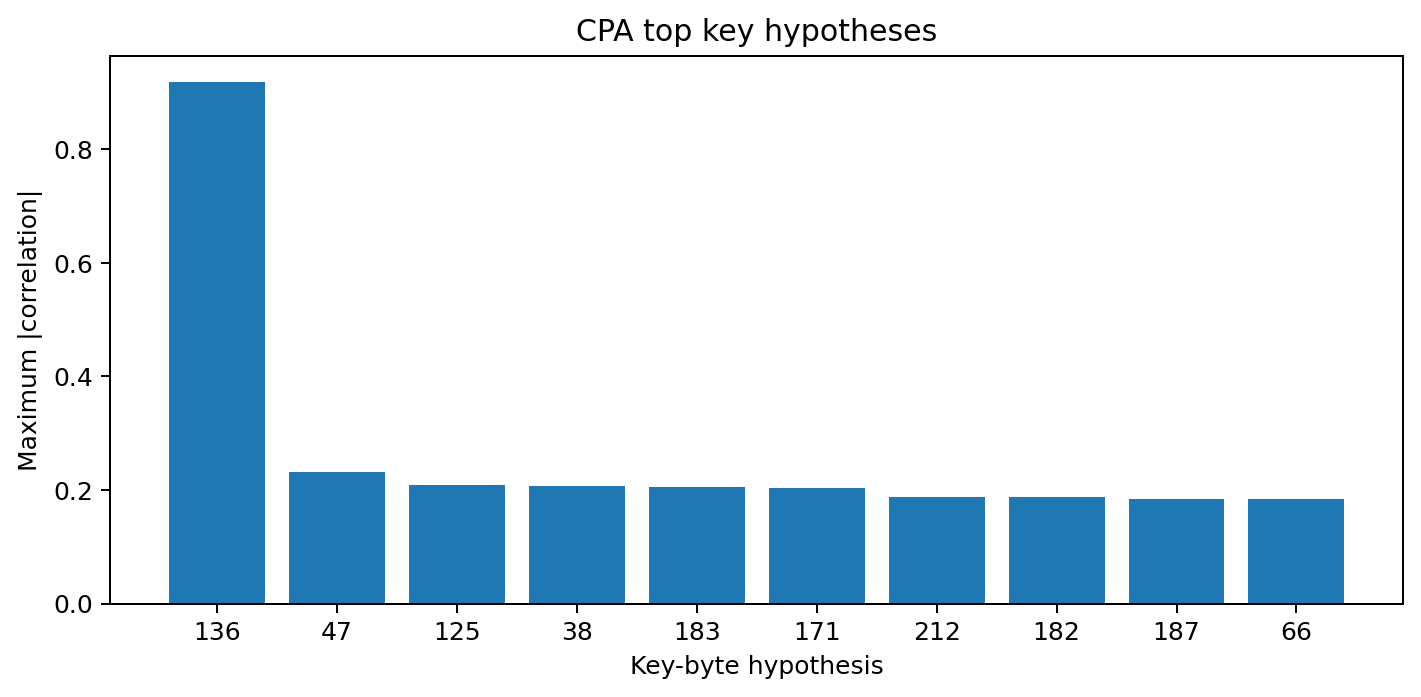 CPA top key hypotheses
Maximum |correlation|
0.8
0.6
0.4
0.2
0.0
136 47 125 38 183 171 212 182 187 66
Key-byte hypothesis